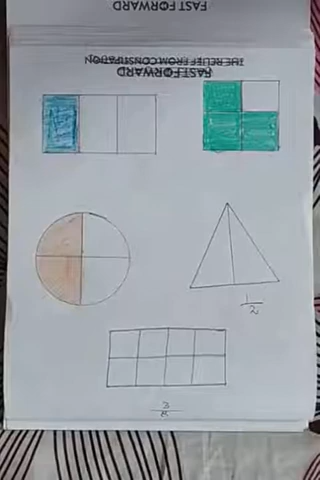 FAST FORWARD
THE RELIEF FROM CONSTIPATION
FAST FORWARD
1/2
3/8